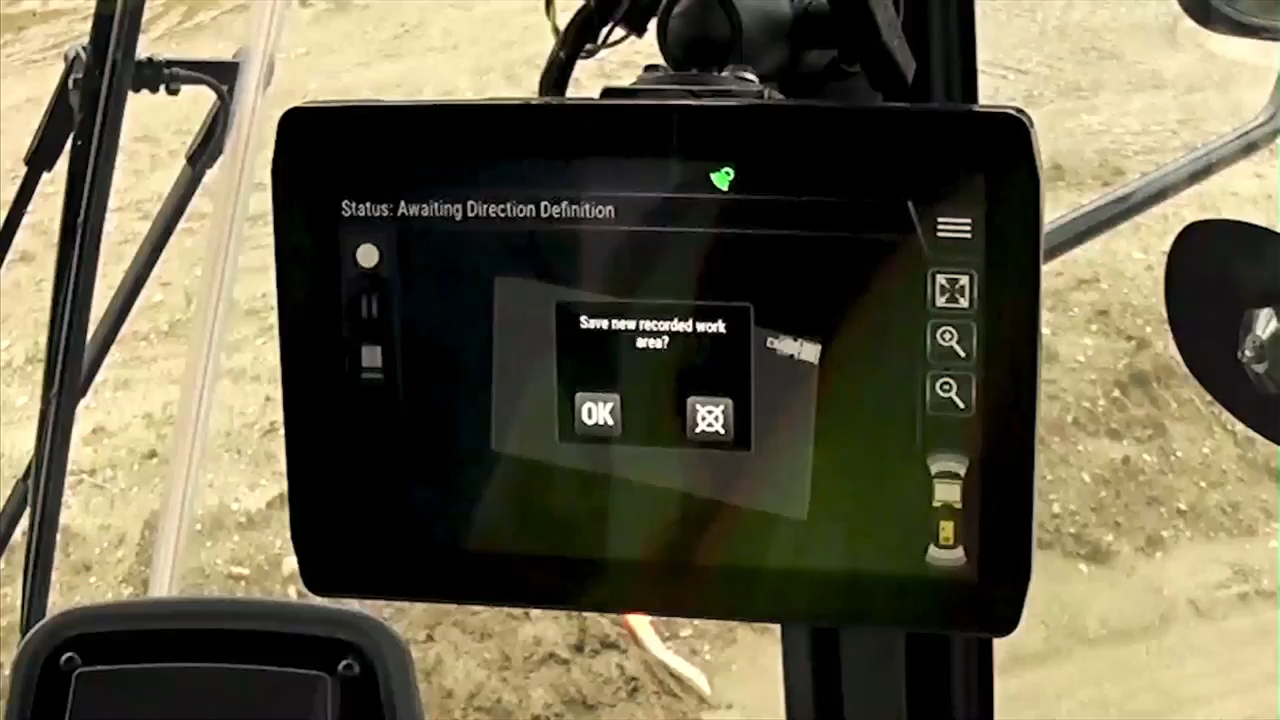 Status: Awaiting Direction Definition
Save new recorded work
area?
OK